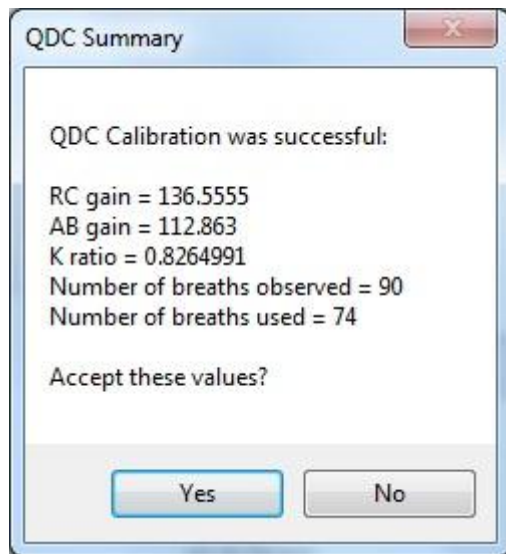 QDC Summary
QDC Calibration was successful:
RC gain = 136.5555
AB gain = 112.863
K ratio = 0.8264991
Number of breaths observed = 90
Number of breaths used = 74
Accept these values?
Yes
No